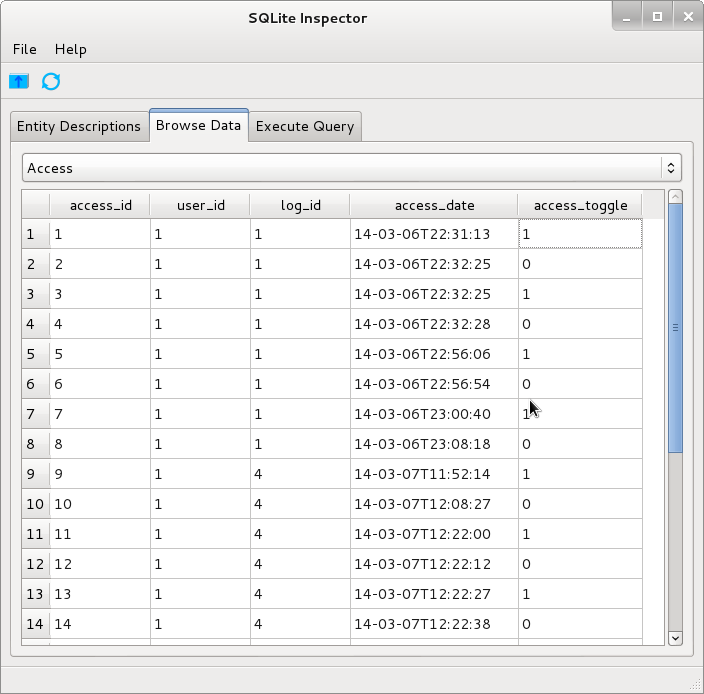 SQLite Inspector
File Help
Entity Descriptions Browse Data Execute Query
Access
access_id user_id log_id access_date access_toggle
1 1 1 1 14-03-06T22:31:13 1
2 2 1 1 14-03-06T22:32:25 0
3 3 1 1 14-03-06T22:32:25 1
4 4 1 1 14-03-06T22:32:28 0
5 5 1 1 14-03-06T22:56:06 1
6 6 1 1 14-03-06T22:56:54 0
7 7 1 1 14-03-06T23:00:40 1
8 8 1 1 14-03-06T23:08:18 0
9 9 1 4 14-03-07T11:52:14 1
10 10 1 4 14-03-07T12:08:27 0
11 11 1 4 14-03-07T12:22:00 1
12 12 1 4 14-03-07T12:22:12 0
13 13 1 4 14-03-07T12:22:27 1
14 14 1 4 14-03-07T12:22:38 0